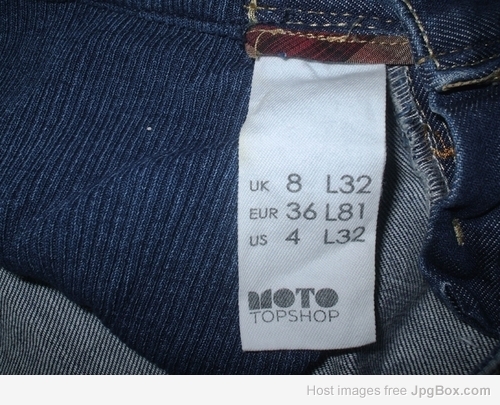 UK 8 L32
EUR 36 L81
US 4 L32
MOTO
TOPSHOP
Host images free JpgBox.com